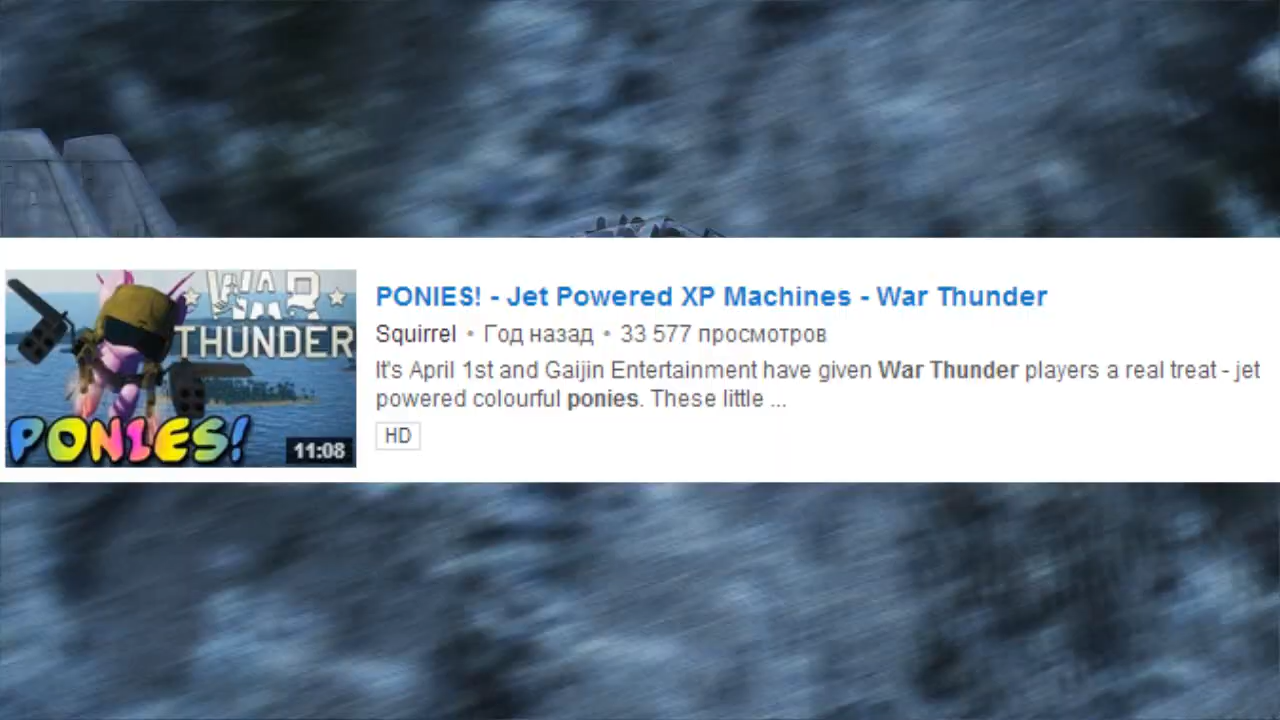 WAR
THUNDER
PONIES!
11:08
PONIES! - Jet Powered XP Machines - War Thunder
Squirrel • Год назад • 33 577 просмотров
It's April 1st and Gaijin Entertainment have given War Thunder players a real treat - jet
powered colourful ponies. These little ...
HD